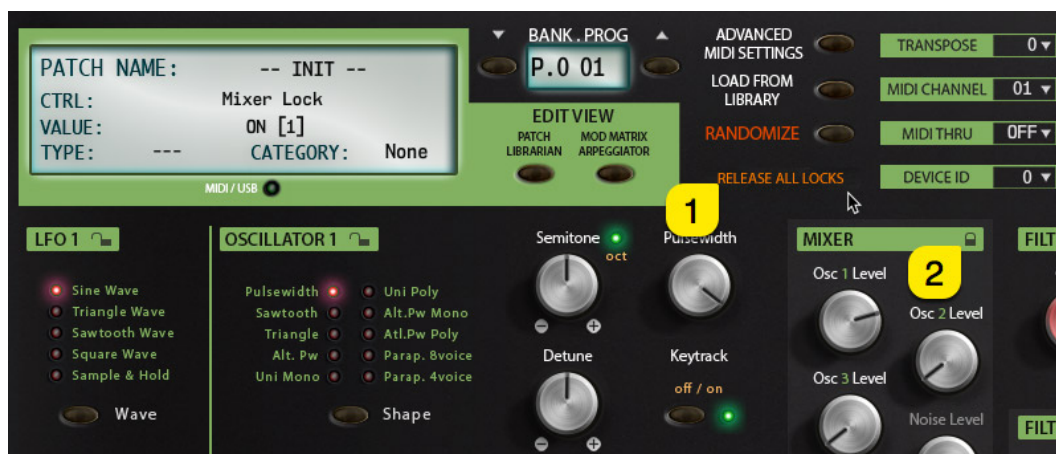 PATCH NAME: -- INIT --
CTRL: Mixer Lock
VALUE: ON [1]
TYPE: --- CATEGORY: None
MIDI / USB
BANK . PROG
P.0 01
EDIT VIEW
PATCH LIBRARIAN
MOD MATRIX ARPEGGIATOR
ADVANCED
MIDI SETTINGS
LOAD FROM
LIBRARY
RANDOMIZE
RELEASE ALL LOCKS
TRANSPOSE 0
MIDI CHANNEL 01
MIDI THRU OFF
DEVICE ID 0
1
2
LFO 1
Sine Wave
Triangle Wave
Sawtooth Wave
Square Wave
Sample & Hold
Wave
OSCILLATOR 1
Pulsewidth
Sawtooth
Triangle
Alt. Pw
Uni Mono
Uni Poly
Alt.Pw Mono
Atl.Pw Poly
Parap. 8voice
Parap. 4voice
Shape
Semitone
oct
Pulsewidth
Detune
Keytrack
off / on
MIXER
Osc 1 Level
Osc 2 Level
Osc 3 Level
Noise Level
FILT
FILT